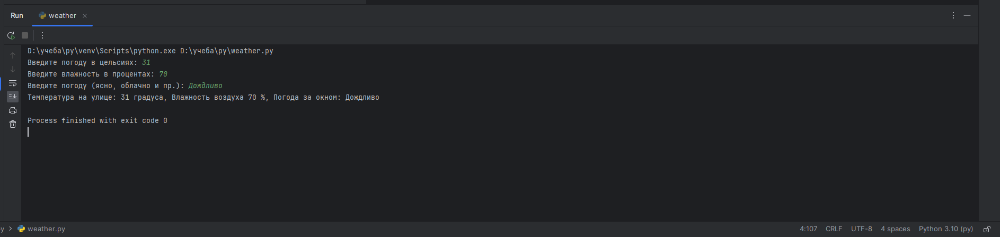 Run weather
D:\учеба\py\venv\Scripts\python.exe D:\учеба\py\weather.py
Введите погоду в цельсиях: 31
Введите влажность в процентах: 70
Введите погоду (ясно, облачно и пр.): Дождливо
Температура на улице: 31 градуса, Влажность воздуха 70 %, Погода за окном: Дождливо
Process finished with exit code 0
y > weather.py 4:107 CRLF UTF-8 4 spaces Python 3.10 (py)